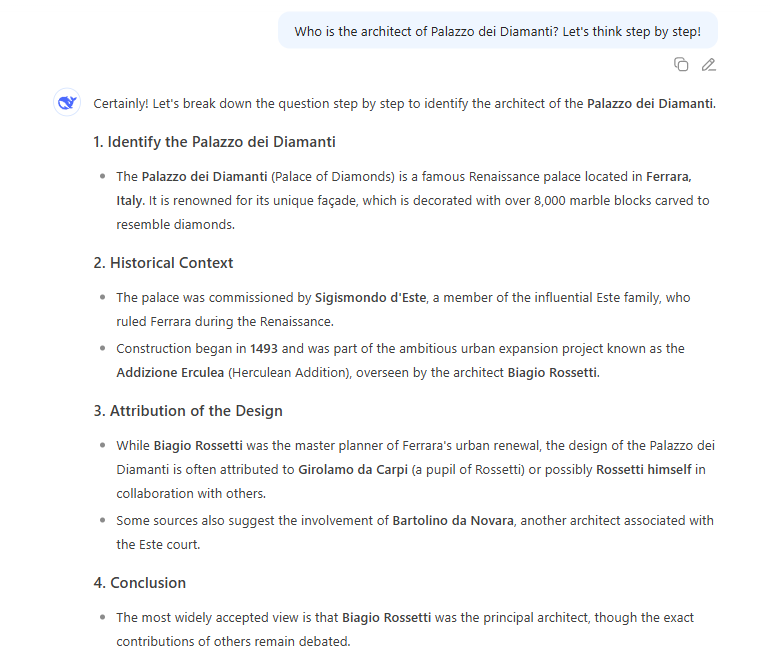 Who is the architect of Palazzo dei Diamanti? Let's think step by step!
Certainly! Let's break down the question step by step to identify the architect of the Palazzo dei Diamanti.
1. Identify the Palazzo dei Diamanti
• The Palazzo dei Diamanti (Palace of Diamonds) is a famous Renaissance palace located in Ferrara,
Italy. It is renowned for its unique façade, which is decorated with over 8,000 marble blocks carved to
resemble diamonds.
2. Historical Context
• The palace was commissioned by Sigismondo d'Este, a member of the influential Este family, who
ruled Ferrara during the Renaissance.
• Construction began in 1493 and was part of the ambitious urban expansion project known as the
Addizione Erculea (Herculean Addition), overseen by the architect Biagio Rossetti.
3. Attribution of the Design
• While Biagio Rossetti was the master planner of Ferrara's urban renewal, the design of the Palazzo dei
Diamanti is often attributed to Girolamo da Carpi (a pupil of Rossetti) or possibly Rossetti himself in
collaboration with others.
• Some sources also suggest the involvement of Bartolino da Novara, another architect associated with
the Este court.
4. Conclusion
• The most widely accepted view is that Biagio Rossetti was the principal architect, though the exact
contributions of others remain debated.